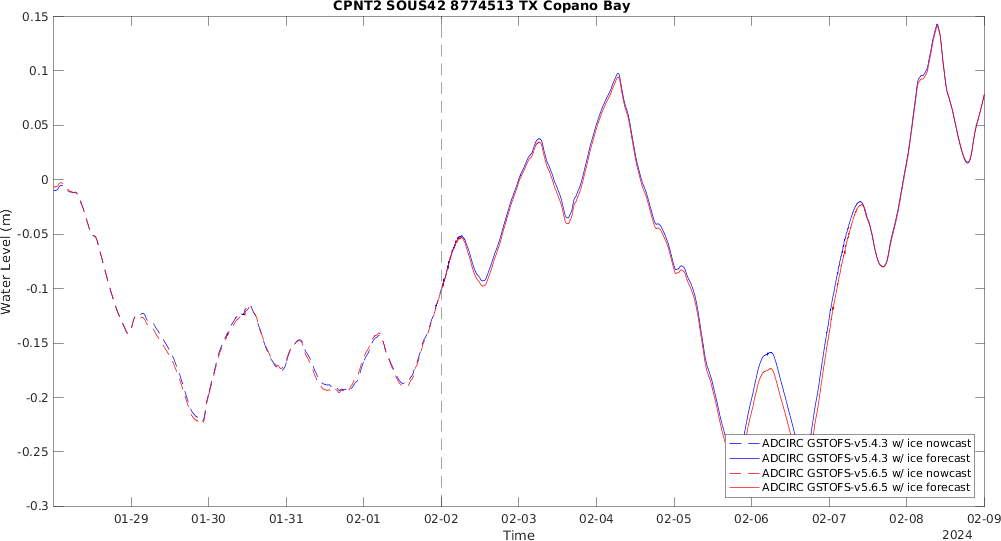 CPNT2 SOUS42 8774513 TX Copano Bay
0.15
0.1
0.05
0
-0.05
-0.1
-0.15
-0.2
-0.25
-0.3
Water Level (m)
ADCIRC GSTOFS-v5.4.3 w/ ice nowcast
ADCIRC GSTOFS-v5.4.3 w/ ice forecast
ADCIRC GSTOFS-v5.6.5 w/ ice nowcast
ADCIRC GSTOFS-v5.6.5 w/ ice forecast
01-29 01-30 01-31 02-01 02-02 02-03 02-04 02-05 02-06 02-07 02-08 02-09
Time
2024